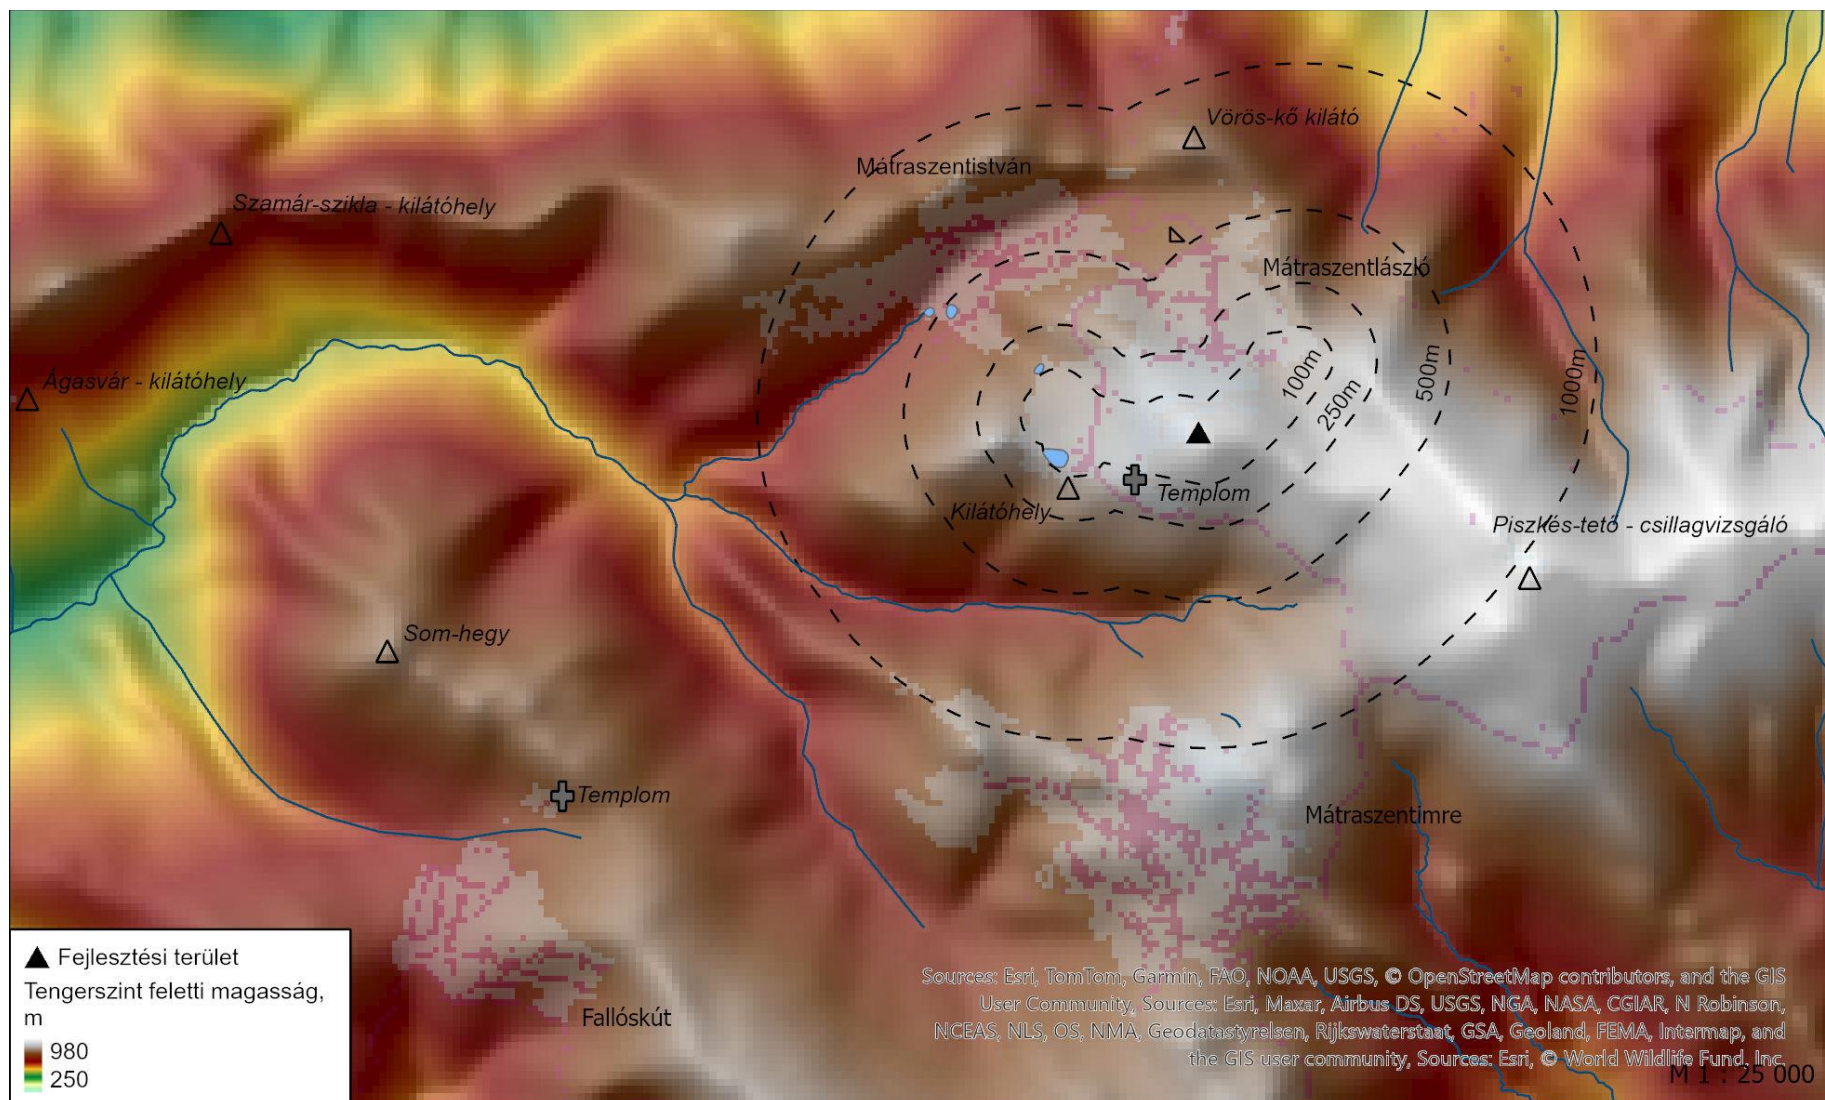 Vörös-kő kilátó
Mátraszentistván
Szamár-szikla - kilátóhely
Mátraszentlászló
Ágasvár - kilátóhely
100m
250m
500m
1000m
Templom
Kilátóhely
Piszkés-tető - csillagvizsgáló
Som-hegy
Templom
Mátraszentimre
Fallóskút
Fejlesztési terület
Tengerszint feletti magasság,
m
980
250
Sources: Esri, TomTom, Garmin, FAO, NOAA, USGS, © OpenStreetMap contributors, and the GIS
User Community, Sources: Esri, Maxar, Airbus DS, USGS, NGA, NASA, CGIAR, N Robinson,
NCEAS, NLS, OS, NMA, Geodatastyrelsen, Rijkswaterstaat, GSA, Geoland, FEMA, Intermap, and
the GIS user community, Sources: Esri, © World Wildlife Fund, Inc.
M 1 : 25 000